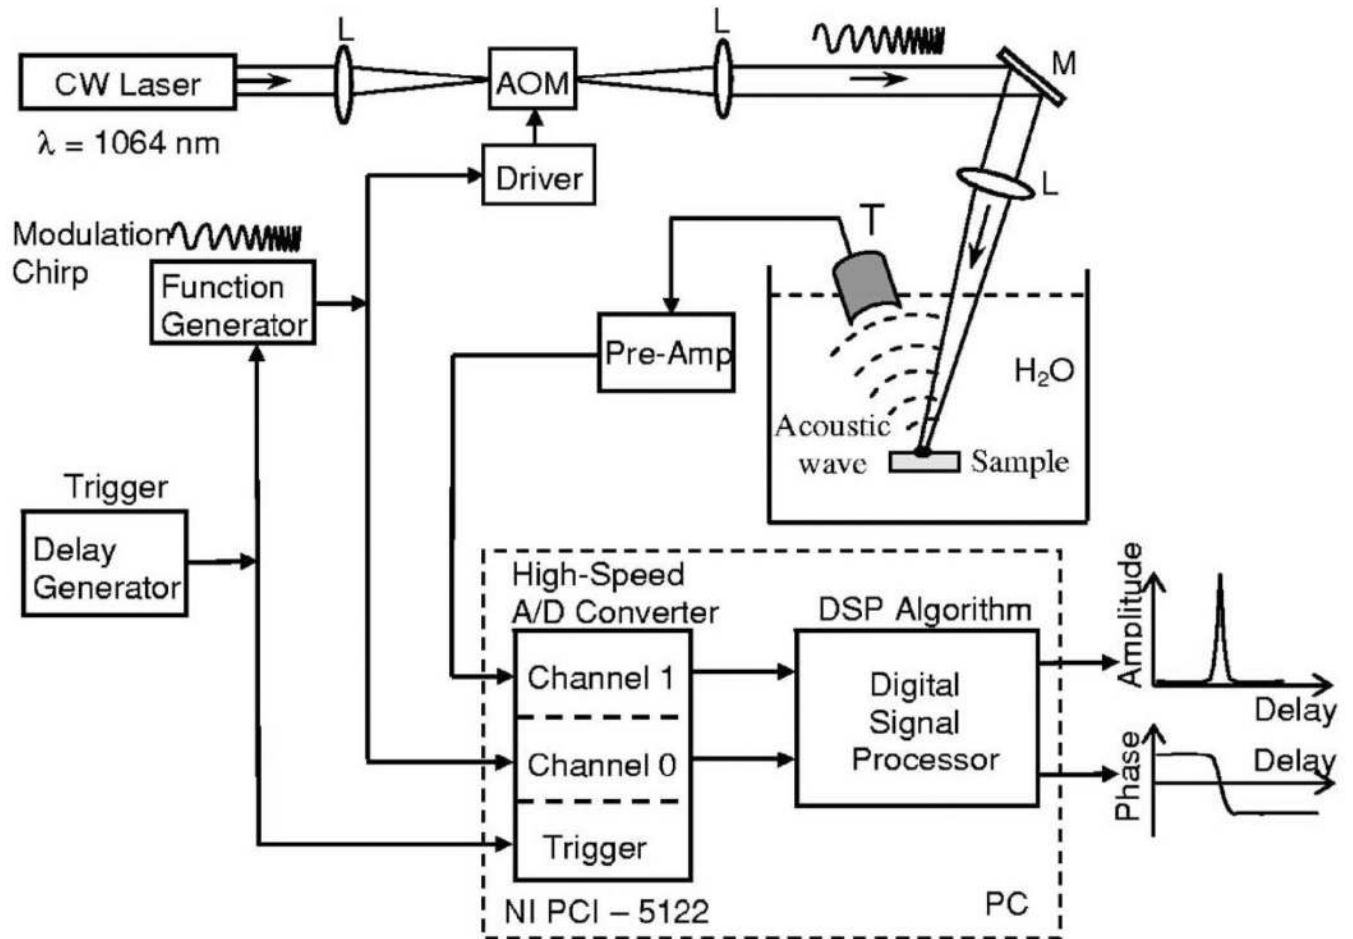 L
L
M
CW Laser
AOM
λ = 1064 nm
Driver
L
T
Modulation
Chirp
Function
Generator
Pre-Amp
H₂O
Acoustic
wave
Sample
Trigger
Delay
Generator
High-Speed
A/D Converter
DSP Algorithm
Channel 1
Channel 0
Trigger
Digital
Signal
Processor
NI PCI – 5122
PC
Amplitude
Delay
Phase
Delay